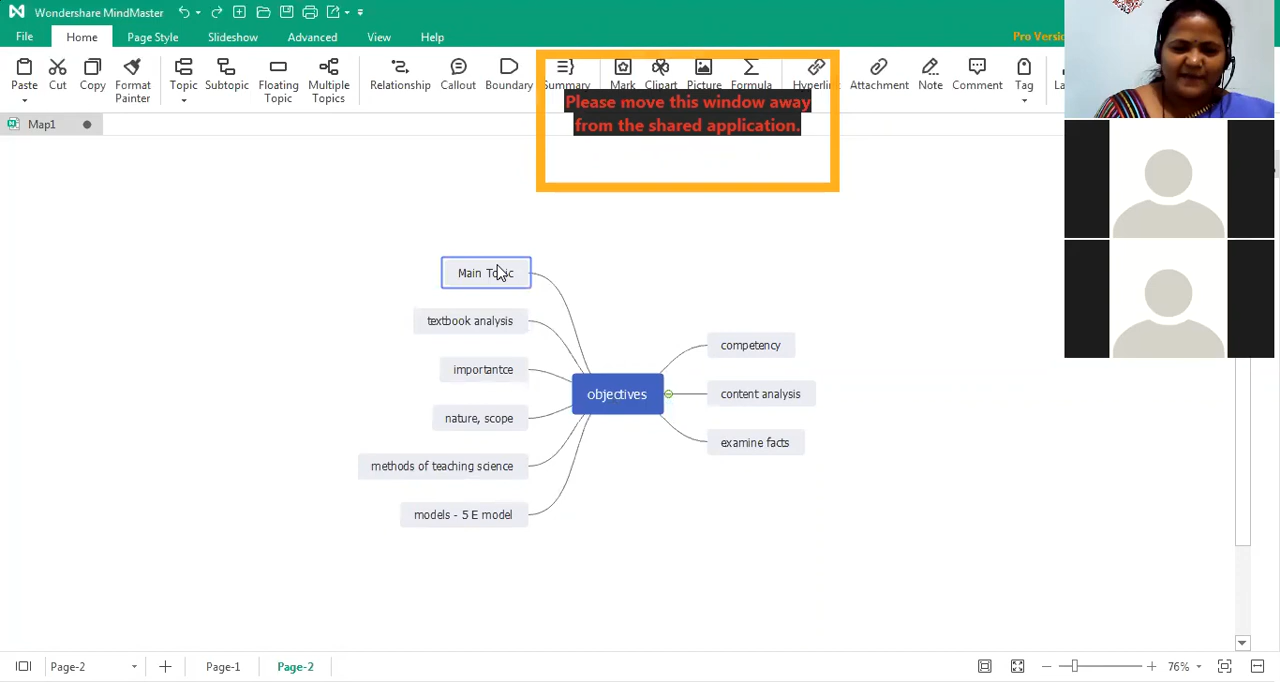 Wondershare MindMaster
File Home Page Style Slideshow Advanced View Help Pro Versio
Paste Cut Copy Format Painter Topic Subtopic Floating Topic Multiple Topics Relationship Callout Boundary Summary Mark Clipart Picture Formula Hyperlink Attachment Note Comment Tag La
Please move this window away
from the shared application.
Map1
Main Topic
textbook analysis
competency
importantce
objectives
content analysis
nature, scope
examine facts
methods of teaching science
models - 5 E model
Page-2 Page-1 Page-2 76%